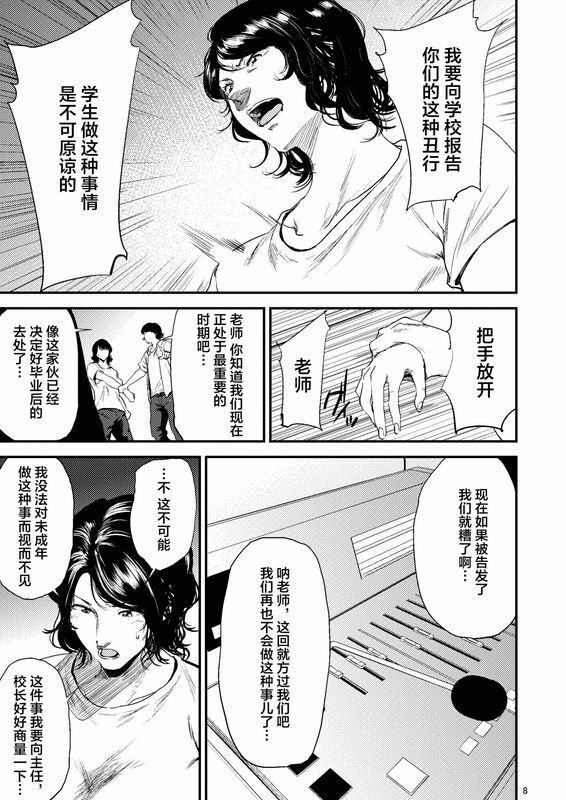 我要向学校报告
你们的这种丑行
学生做这种事情
是不可原谅的
把手放开
老师
老师 你知道我们现在
正处于最重要的
时期吧…
像这家伙已经
决定好毕业后的
去处了…
现在如果被告发了
我们就糟了啊…
呐老师，这回就方过我们吧
我们再也不会做这种事儿了…
…不 这不可能
我没法对未成年
做这种事而视而不见
这件事我要向主任，
校长好好商量一下…
8